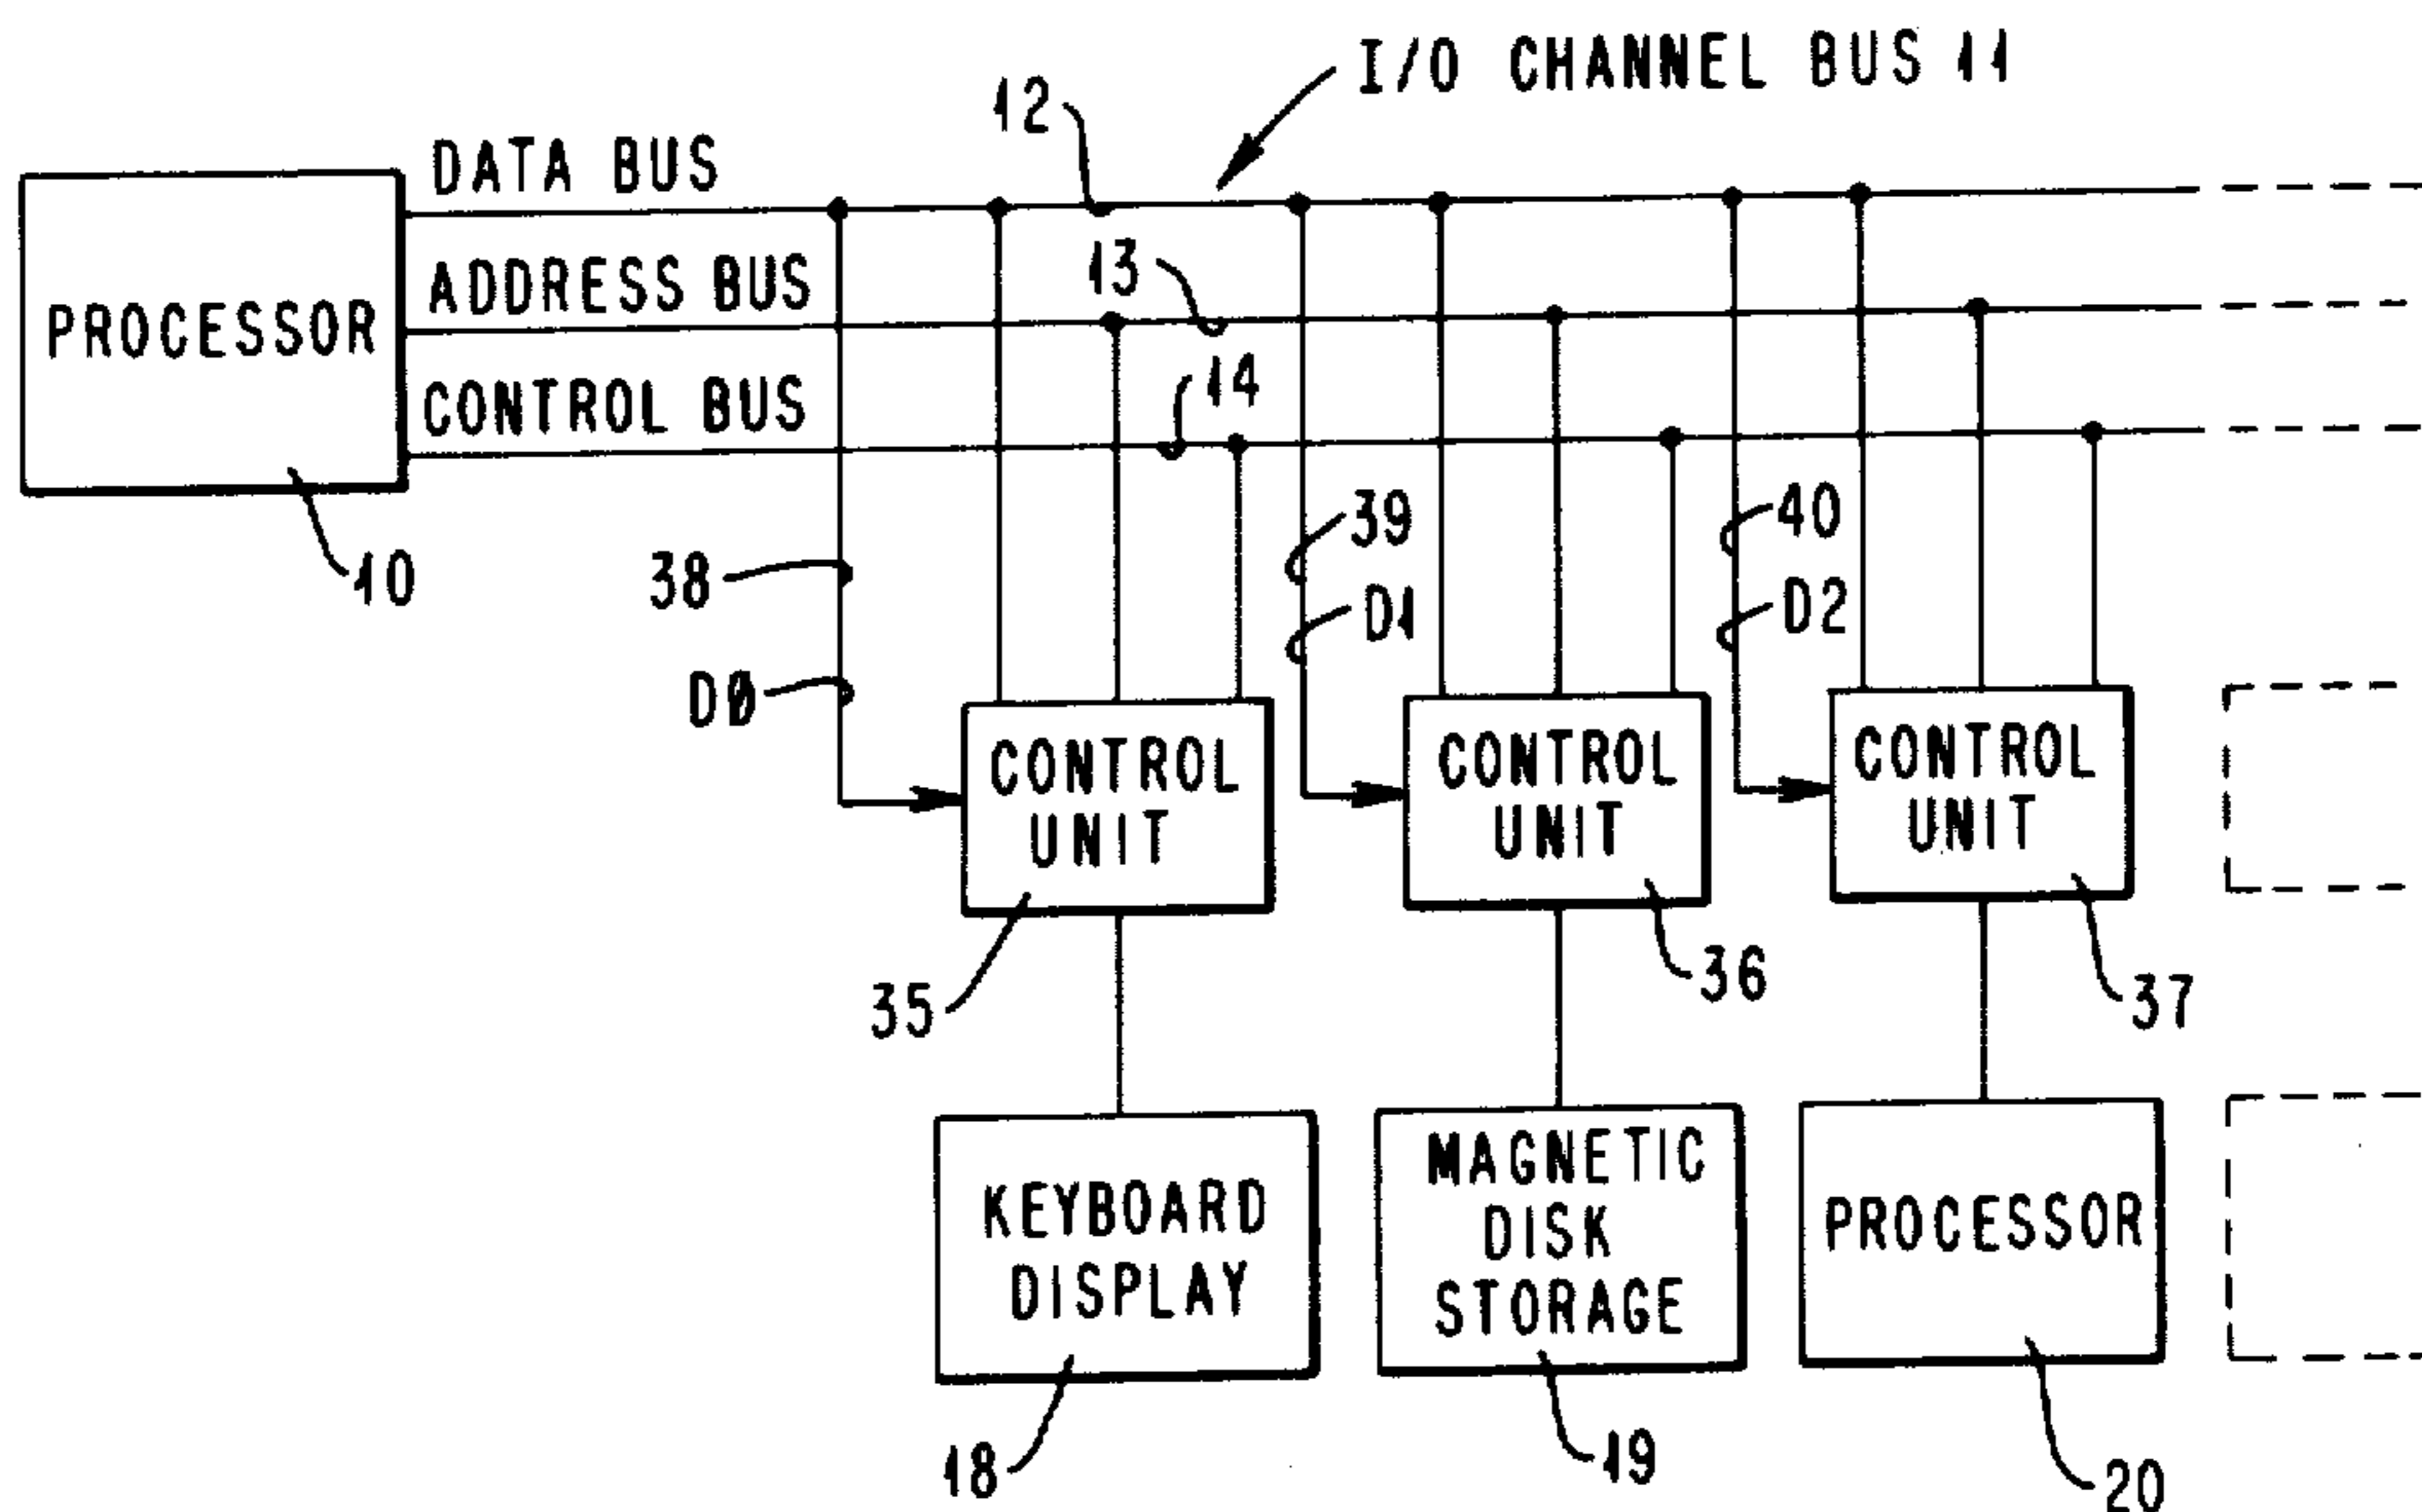 I/O CHANNEL BUS 11
12
DATA BUS
13
ADDRESS BUS
PROCESSOR
14
CONTROL BUS
10
38
39
40
DØ
D1
D2
CONTROL
UNIT
CONTROL
UNIT
CONTROL
UNIT
35
36
37
KEYBOARD
DISPLAY
MAGNETIC
DISK
STORAGE
PROCESSOR
18
19
20